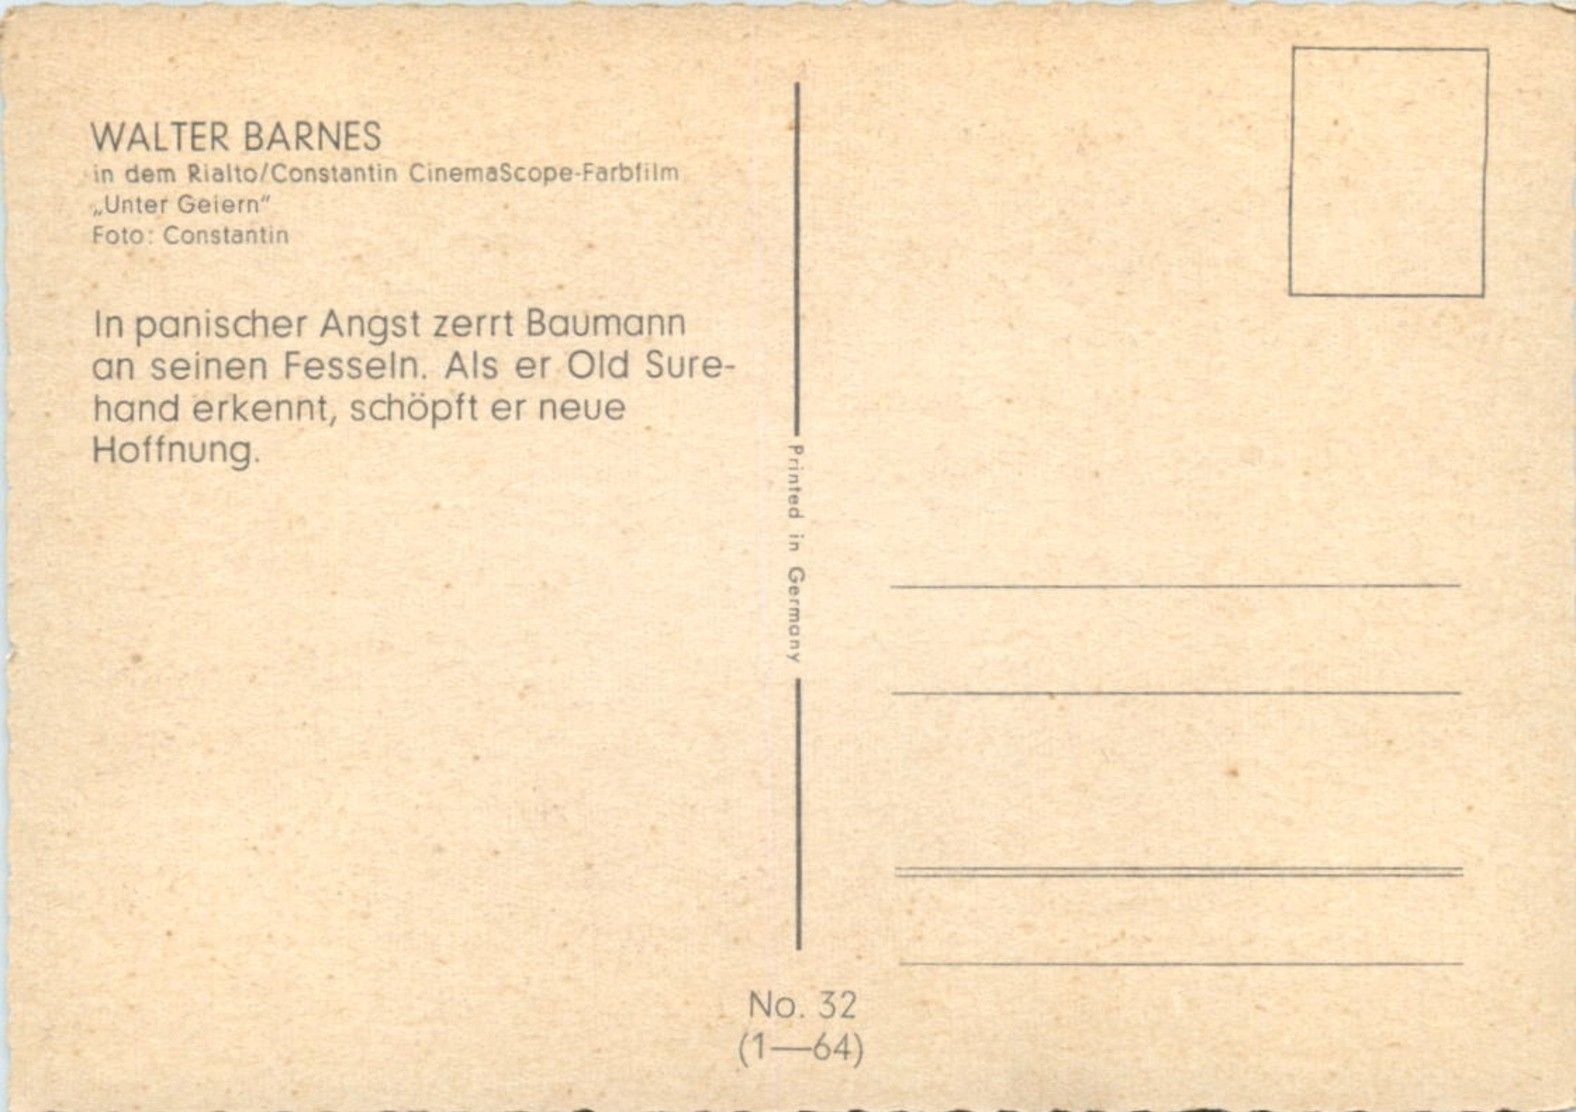 WALTER BARNES
in dem Rialto/Constantin CinemaScope-Farbfilm
„Unter Geiern“
Foto: Constantin
In panischer Angst zerrt Baumann
an seinen Fesseln. Als er Old Sure-
hand erkennt, schöpft er neue
Hoffnung.
Printed in Germany
No. 32
(1—64)